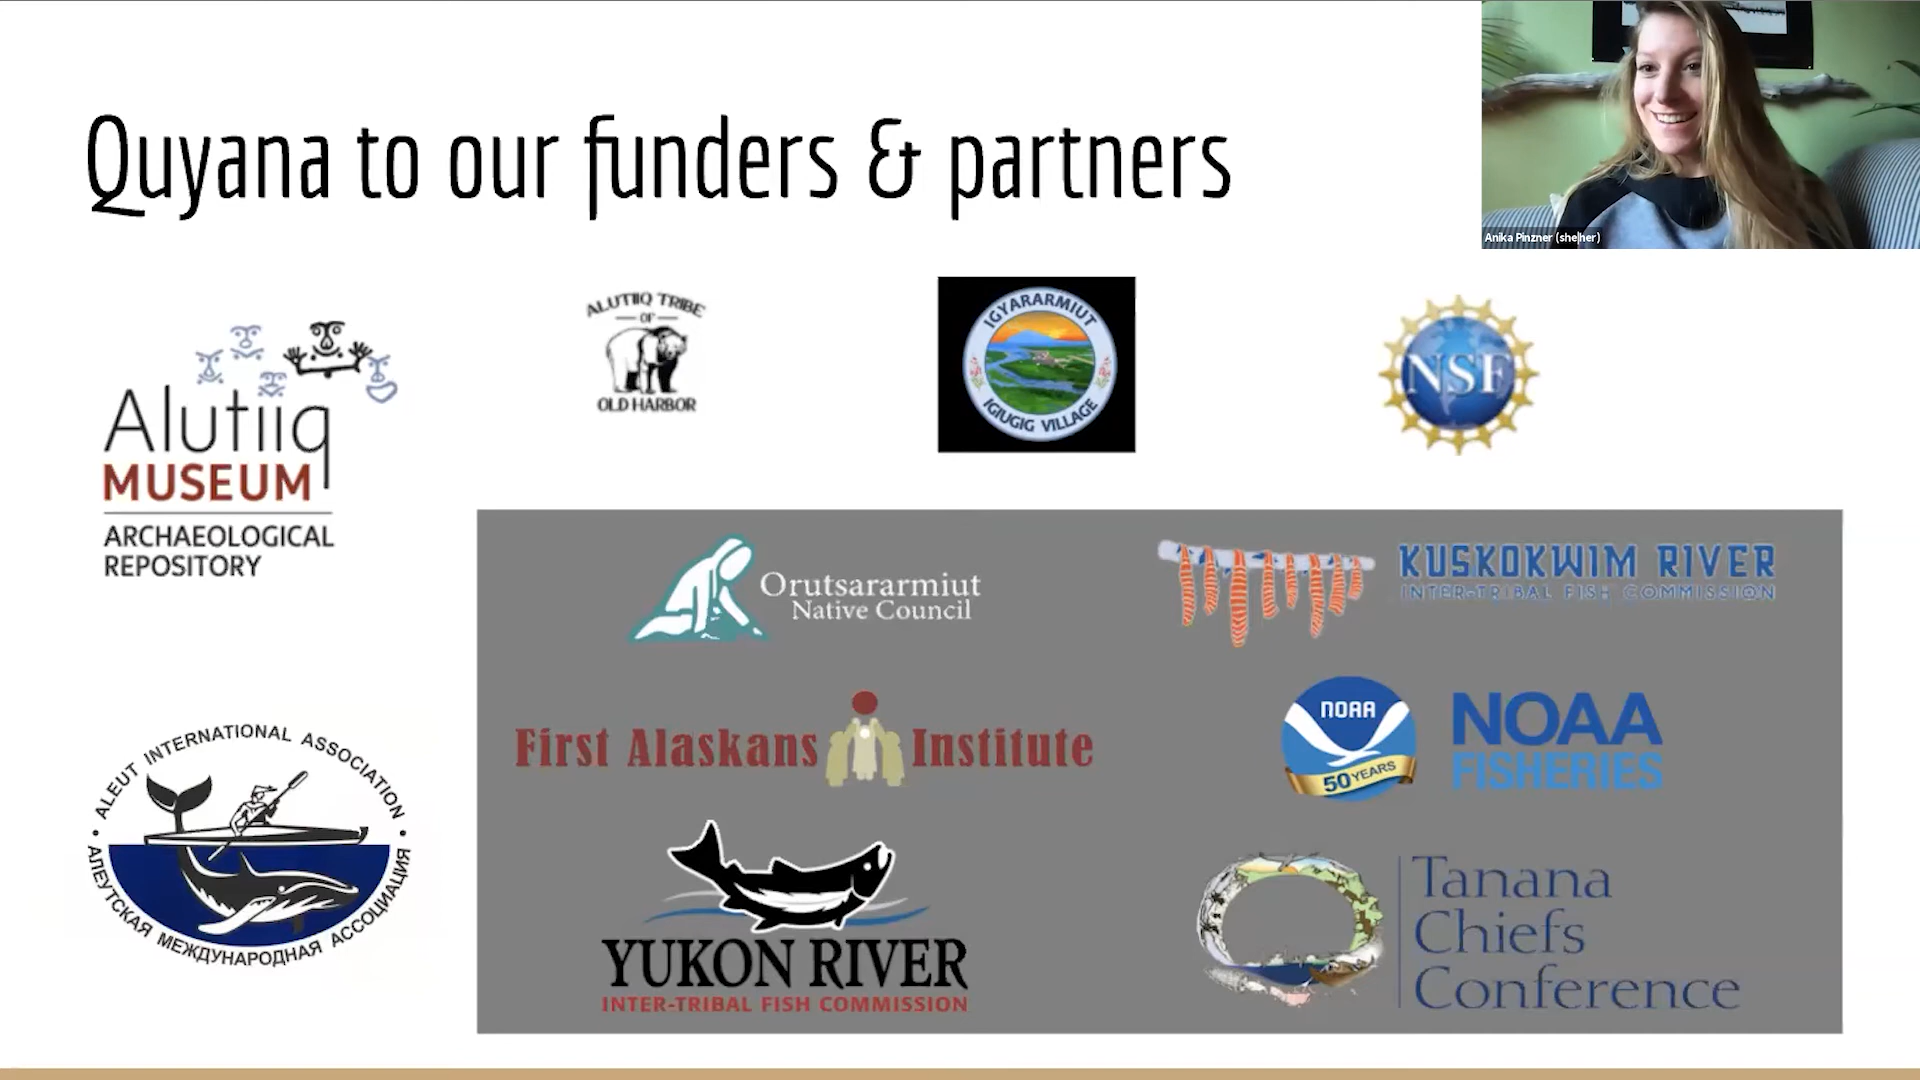 Quyana to our funders & partners
Anika Pinzner (she|her)
Alutiiq
MUSEUM
ARCHAEOLOGICAL
REPOSITORY
ALUTIIQ TRIBE
OF
OLD HARBOR
IGYARARMIUT
IGIUGIG VILLAGE
NSF
Orutsararmiut
Native Council
KUSKOKWIM RIVER
INTER-TRIBAL FISH COMMISSION
First Alaskans Institute
NOAA
50 YEARS
NOAA
FISHERIES
ALEUT INTERNATIONAL ASSOCIATION
АЛЕУТСКАЯ МЕЖДУНАРОДНАЯ АССОЦИАЦИЯ
YUKON RIVER
INTER-TRIBAL FISH COMMISSION
Tanana
Chiefs
Conference